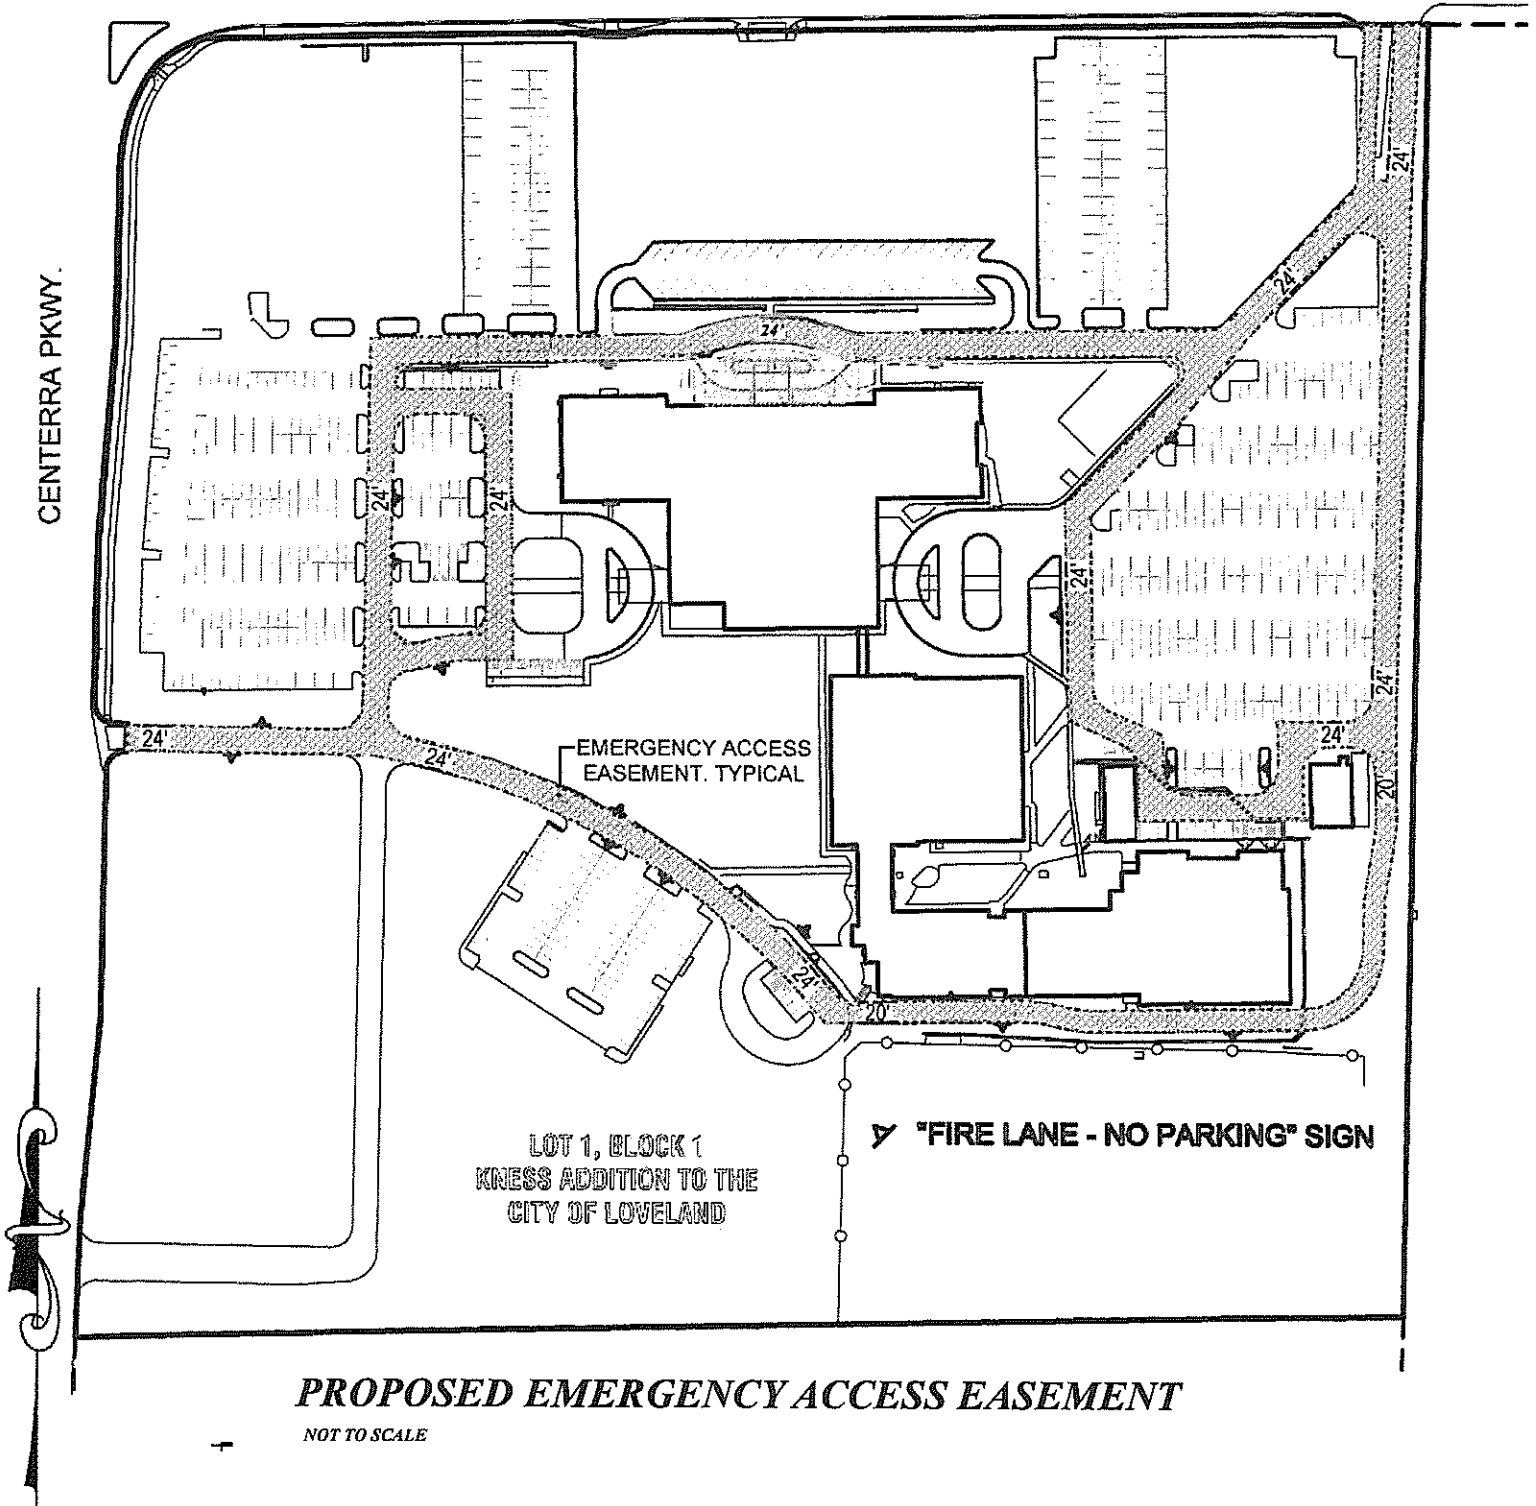 24'
CENTERRA PKWY.
24'
24'
24'
24'
24'
24'
24'
24'
24'
EMERGENCY ACCESS
EASEMENT. TYPICAL
24'
20'
24'
20'
"FIRE LANE - NO PARKING" SIGN
LOT 1, BLOCK 1
KNESS ADDITION TO THE
CITY OF LOVELAND
PROPOSED EMERGENCY ACCESS EASEMENT
NOT TO SCALE